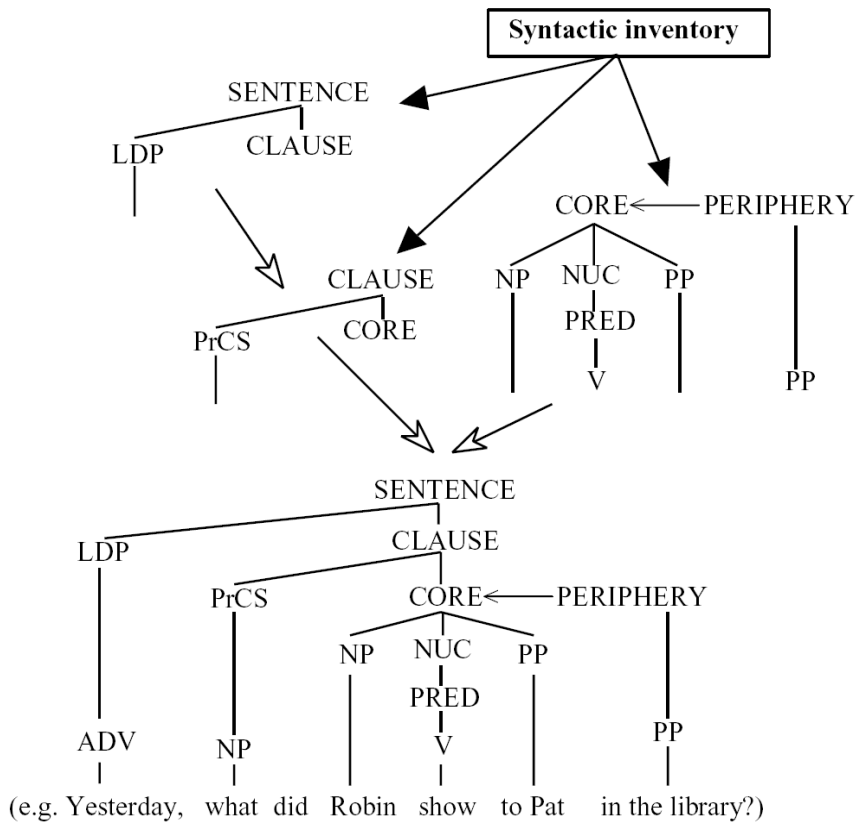 Syntactic inventory
SENTENCE
LDP CLAUSE
CORE PERIPHERY
CLAUSE NP NUC PP
PrCS CORE PRED
V PP
SENTENCE
LDP CLAUSE
PrCS CORE PERIPHERY
NP NUC PP
PRED
ADV NP V PP
(e.g. Yesterday, what did Robin show to Pat in the library?)